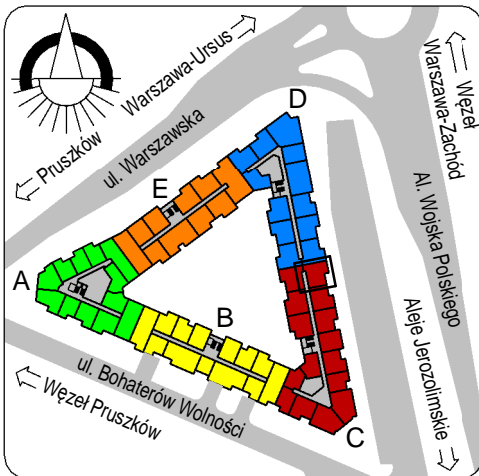 Warszawa-Ursus
Pruszków
ul. Warszawska
Węzeł
Warszawa-Zachód
Al. Wojska Polskiego
Aleje Jerozolimskie
D
E
A
B
C
ul. Bohaterów Wolności
Węzeł Pruszków